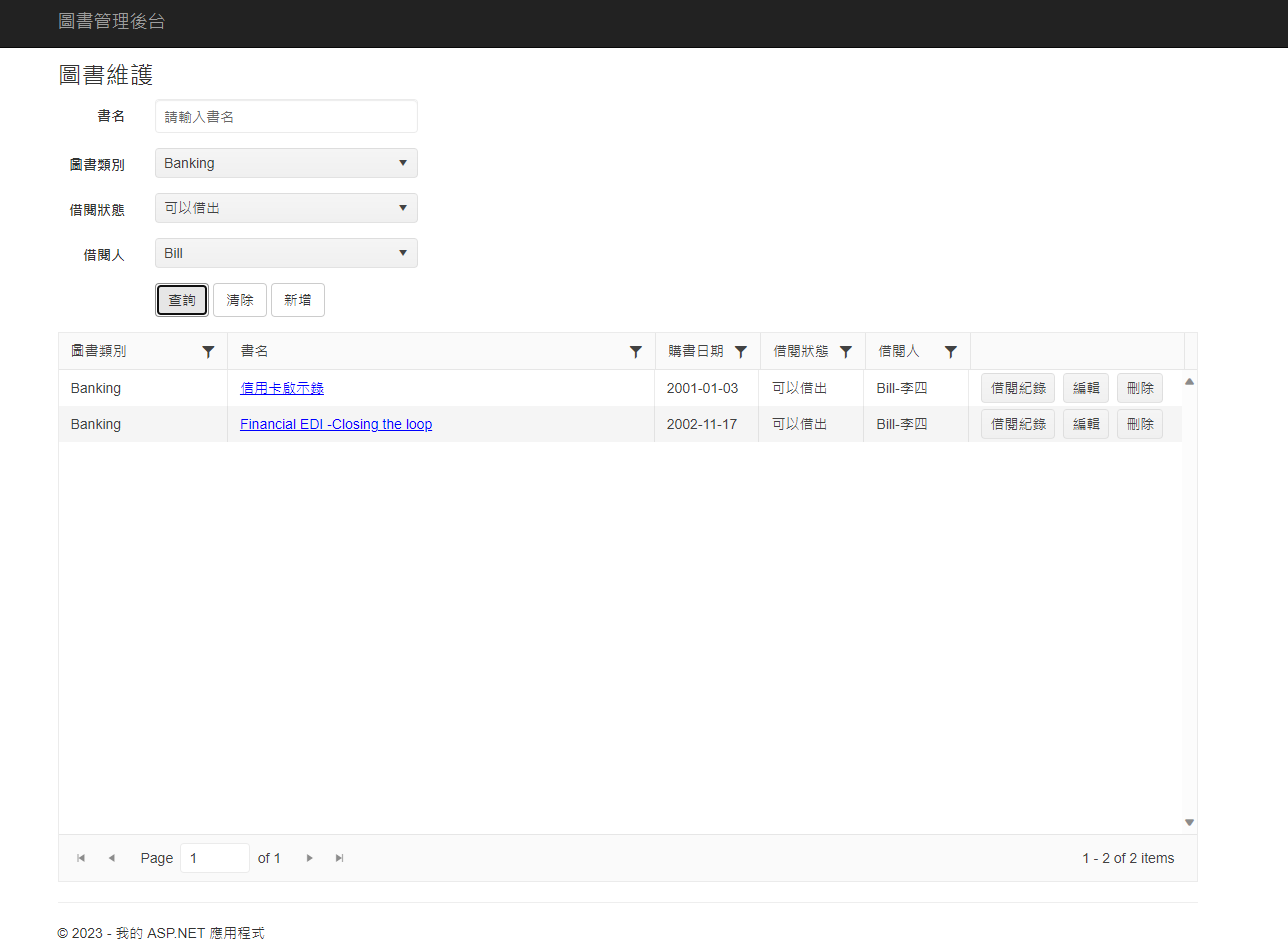 圖書管理後台
圖書維護
書名 請輸入書名
圖書類別 Banking
借閱狀態 可以借出
借閱人 Bill
查詢 清除 新增
圖書類別 書名 購書日期 借閱狀態 借閱人
Banking 信用卡啟示錄 2001-01-03 可以借出 Bill-李四 借閱紀錄 編輯 刪除
Banking Financial EDI -Closing the loop 2002-11-17 可以借出 Bill-李四 借閱紀錄 編輯 刪除
Page 1 of 1 1 - 2 of 2 items
© 2023 - 我的 ASP.NET 應用程式